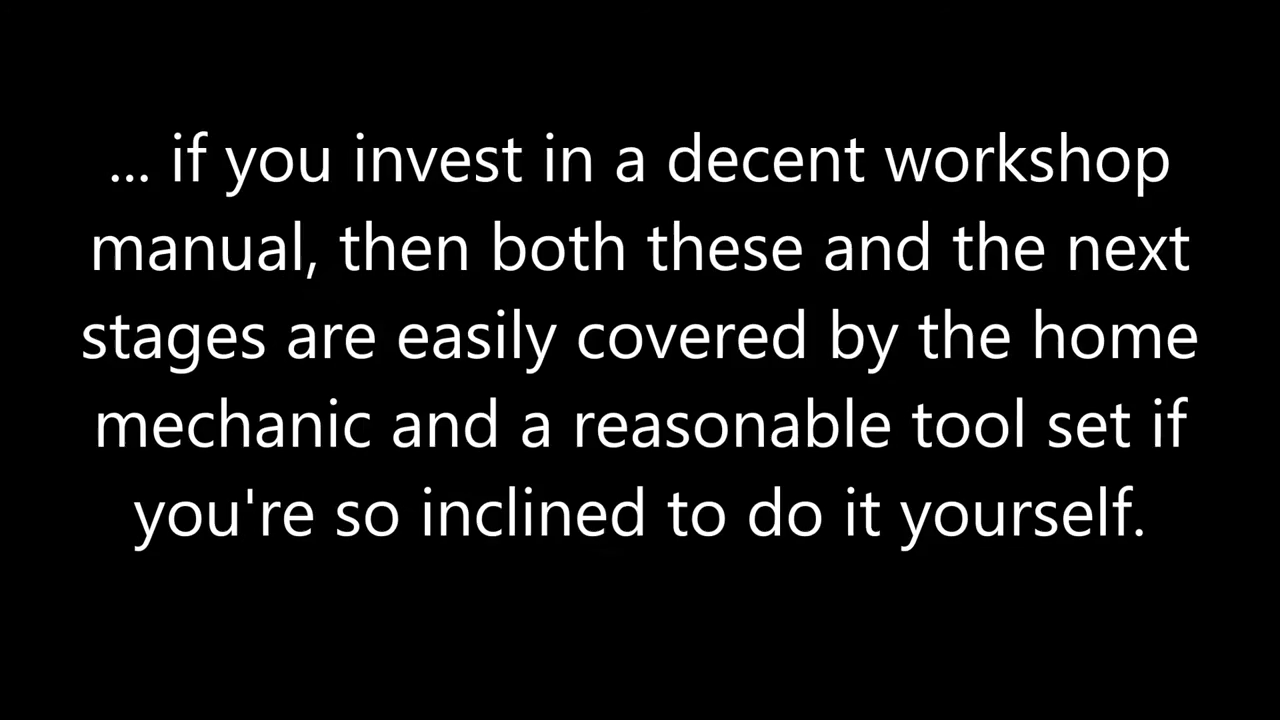 ... if you invest in a decent workshop
manual, then both these and the next
stages are easily covered by the home
mechanic and a reasonable tool set if
you're so inclined to do it yourself.